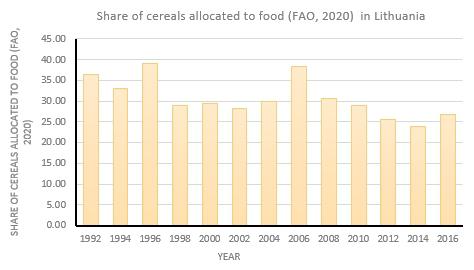 Share of cereals allocated to food (FAO, 2020)  in Lithuania
SHARE OF CEREALS ALLOCATED TO FOOD (FAO,
2020)
45.00
40.00
35.00
30.00
25.00
20.00
15.00
10.00
5.00
0.00
1992 1994 1996 1998 2000 2002 2004 2006 2008 2010 2012 2014 2016
YEAR